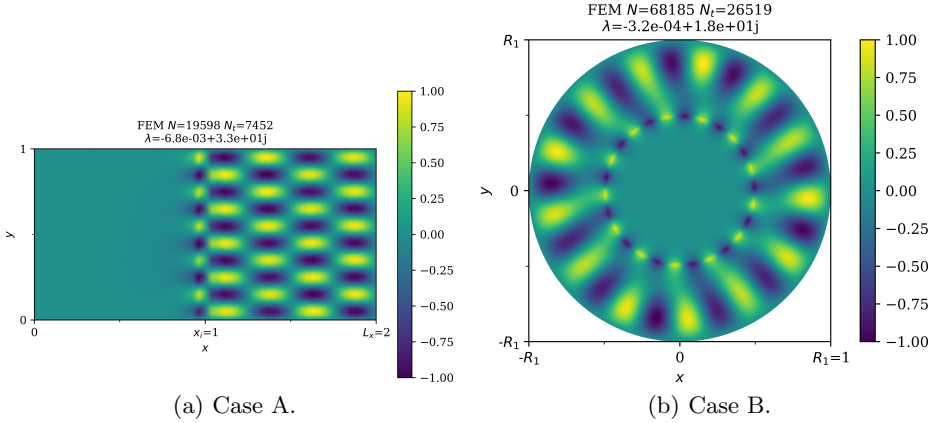 FEM N=19598 N_t=7452
λ=-6.8e-03+3.3e+01j
1
y
0
0
x_i=1
L_x=2
x
1.00
0.75
0.50
0.25
0.00
−0.25
−0.50
−0.75
−1.00
(a) Case A.
FEM N=68185 N_t=26519
λ=-3.2e-04+1.8e+01j
R_1
y
0
-R_1
-R_1
0
R_1=1
x
1.00
0.75
0.50
0.25
0.00
−0.25
−0.50
−0.75
−1.00
(b) Case B.